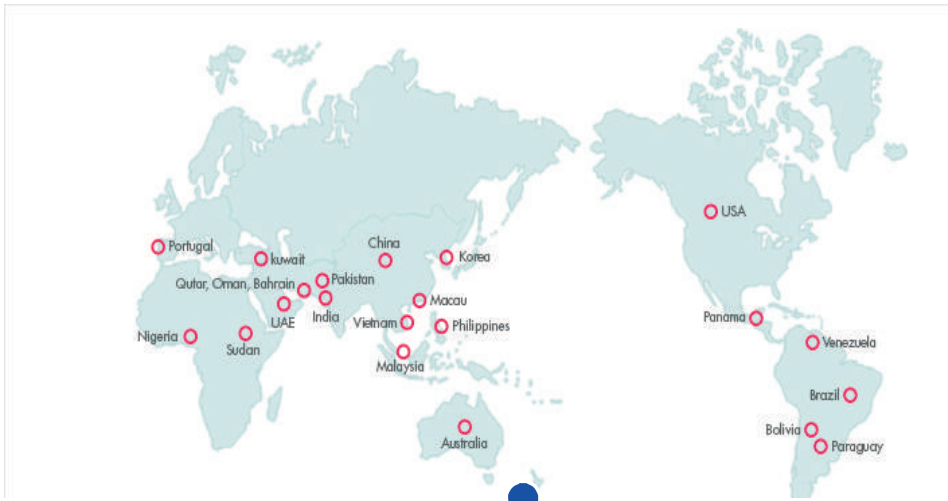 USA
Portugal
China
kuwait
Korea
Qutar, Oman, Bahrain
Pakistan
UAE
India
Macau
Vietnam
Philippines
Nigeria
Sudan
Malaysia
Panama
Venezuela
Brazil
Bolivia
Australia
Paraguay